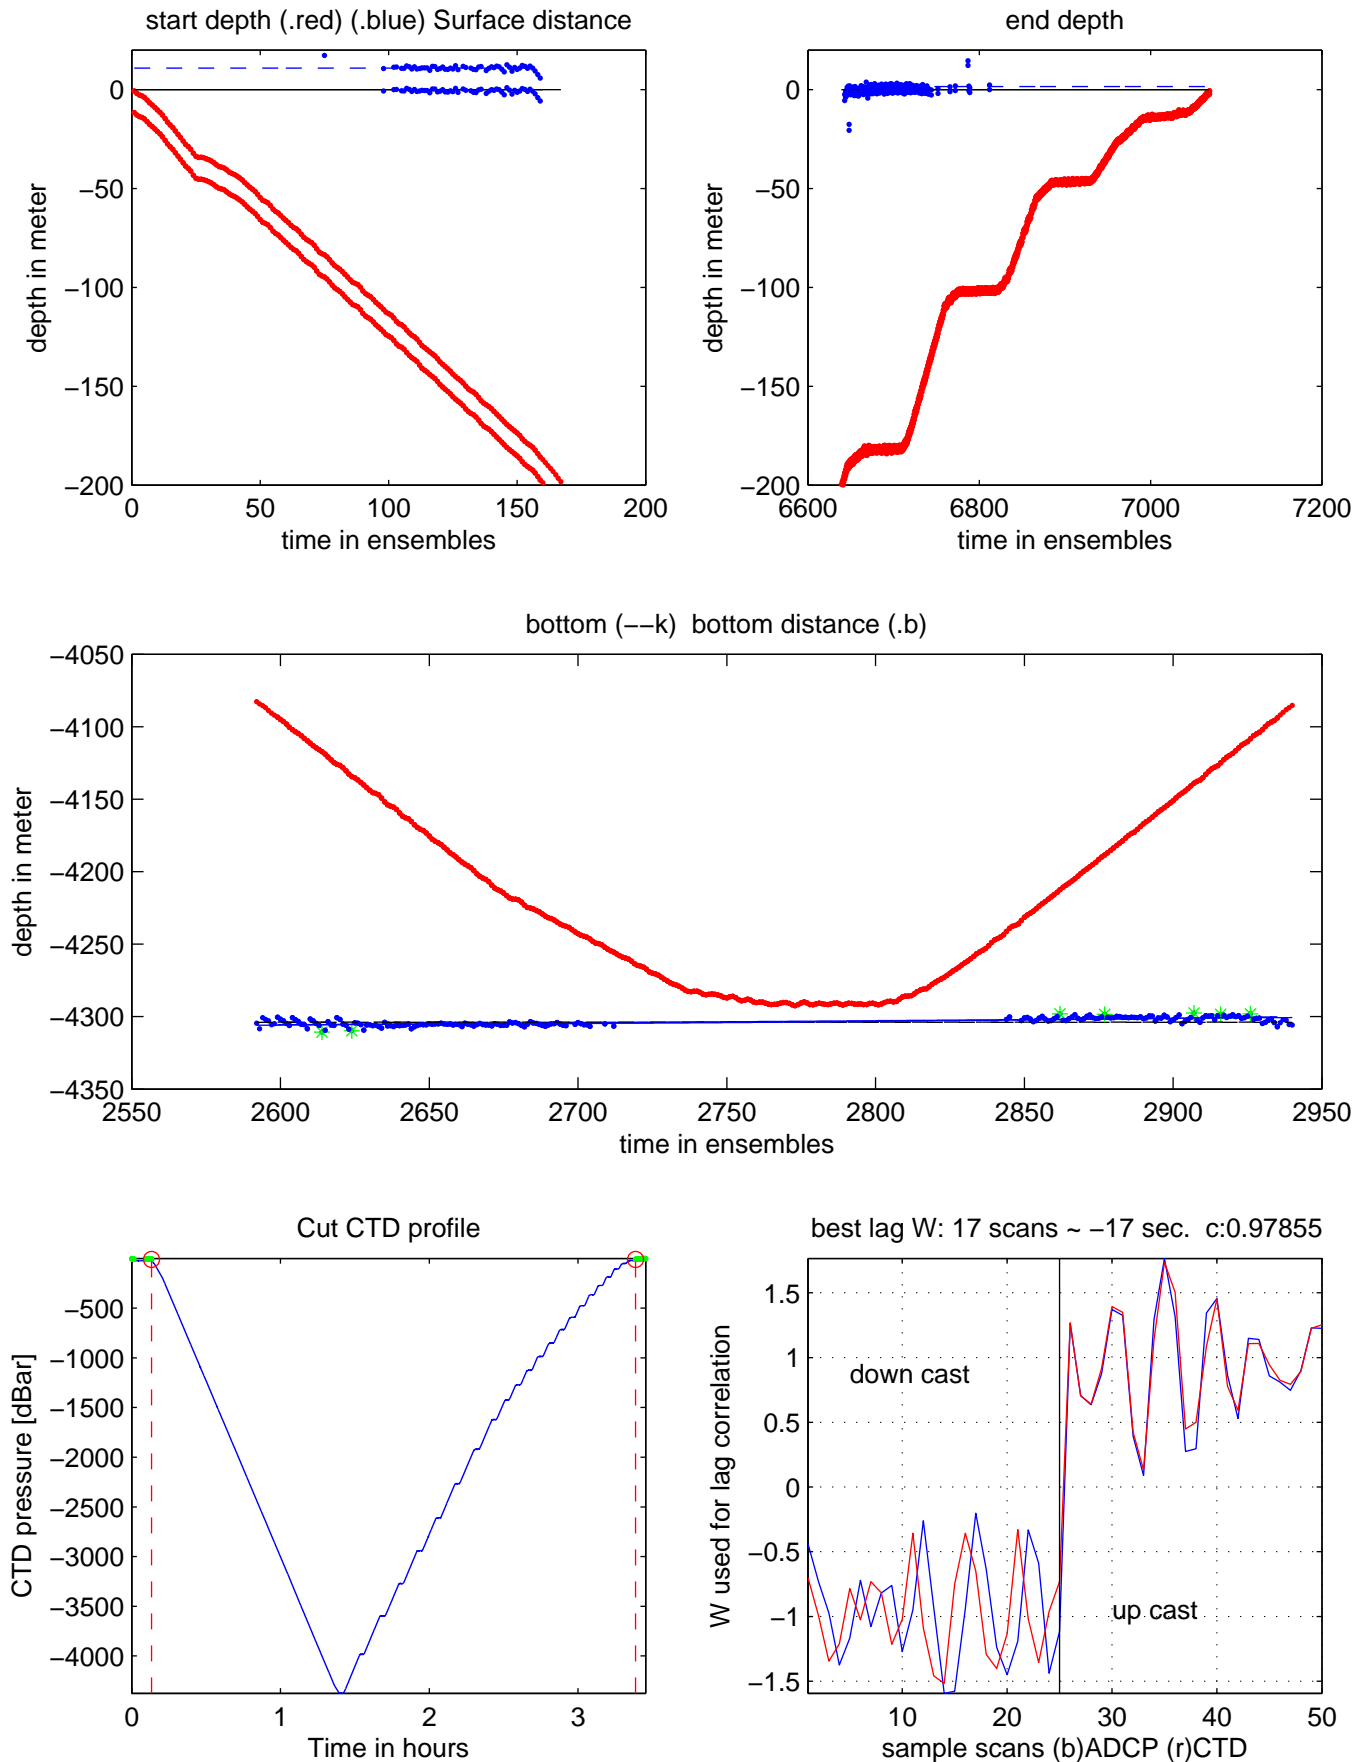 start depth (.red) (.blue) Surface distance
end depth
0
−50
−100
−150
−200
0 50 100 150 200
depth in meter
time in ensembles
0
−50
−100
−150
−200
6600 6800 7000 7200
depth in meter
time in ensembles
bottom (−−k)  bottom distance (.b)
−4050
−4100
−4150
−4200
−4250
−4300
−4350
2550 2600 2650 2700 2750 2800 2850 2900 2950
depth in meter
time in ensembles
Cut CTD profile
−500
−1000
−1500
−2000
−2500
−3000
−3500
−4000
0 1 2 3
CTD pressure [dBar]
Time in hours
best lag W: 17 scans ~ −17 sec.  c:0.97855
1.5
1
0.5
0
−0.5
−1
−1.5
down cast
up cast
10 20 30 40 50
W used for lag correlation
sample scans (b)ADCP (r)CTD